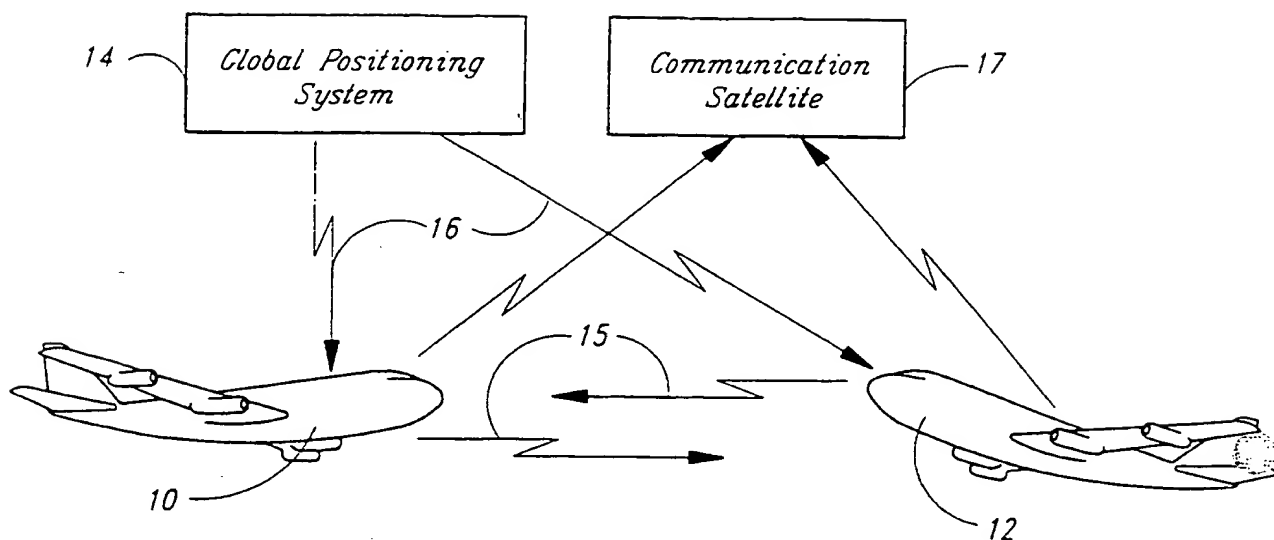 14
Global Positioning
System
Communication
Satellite
17
16
15
10
12